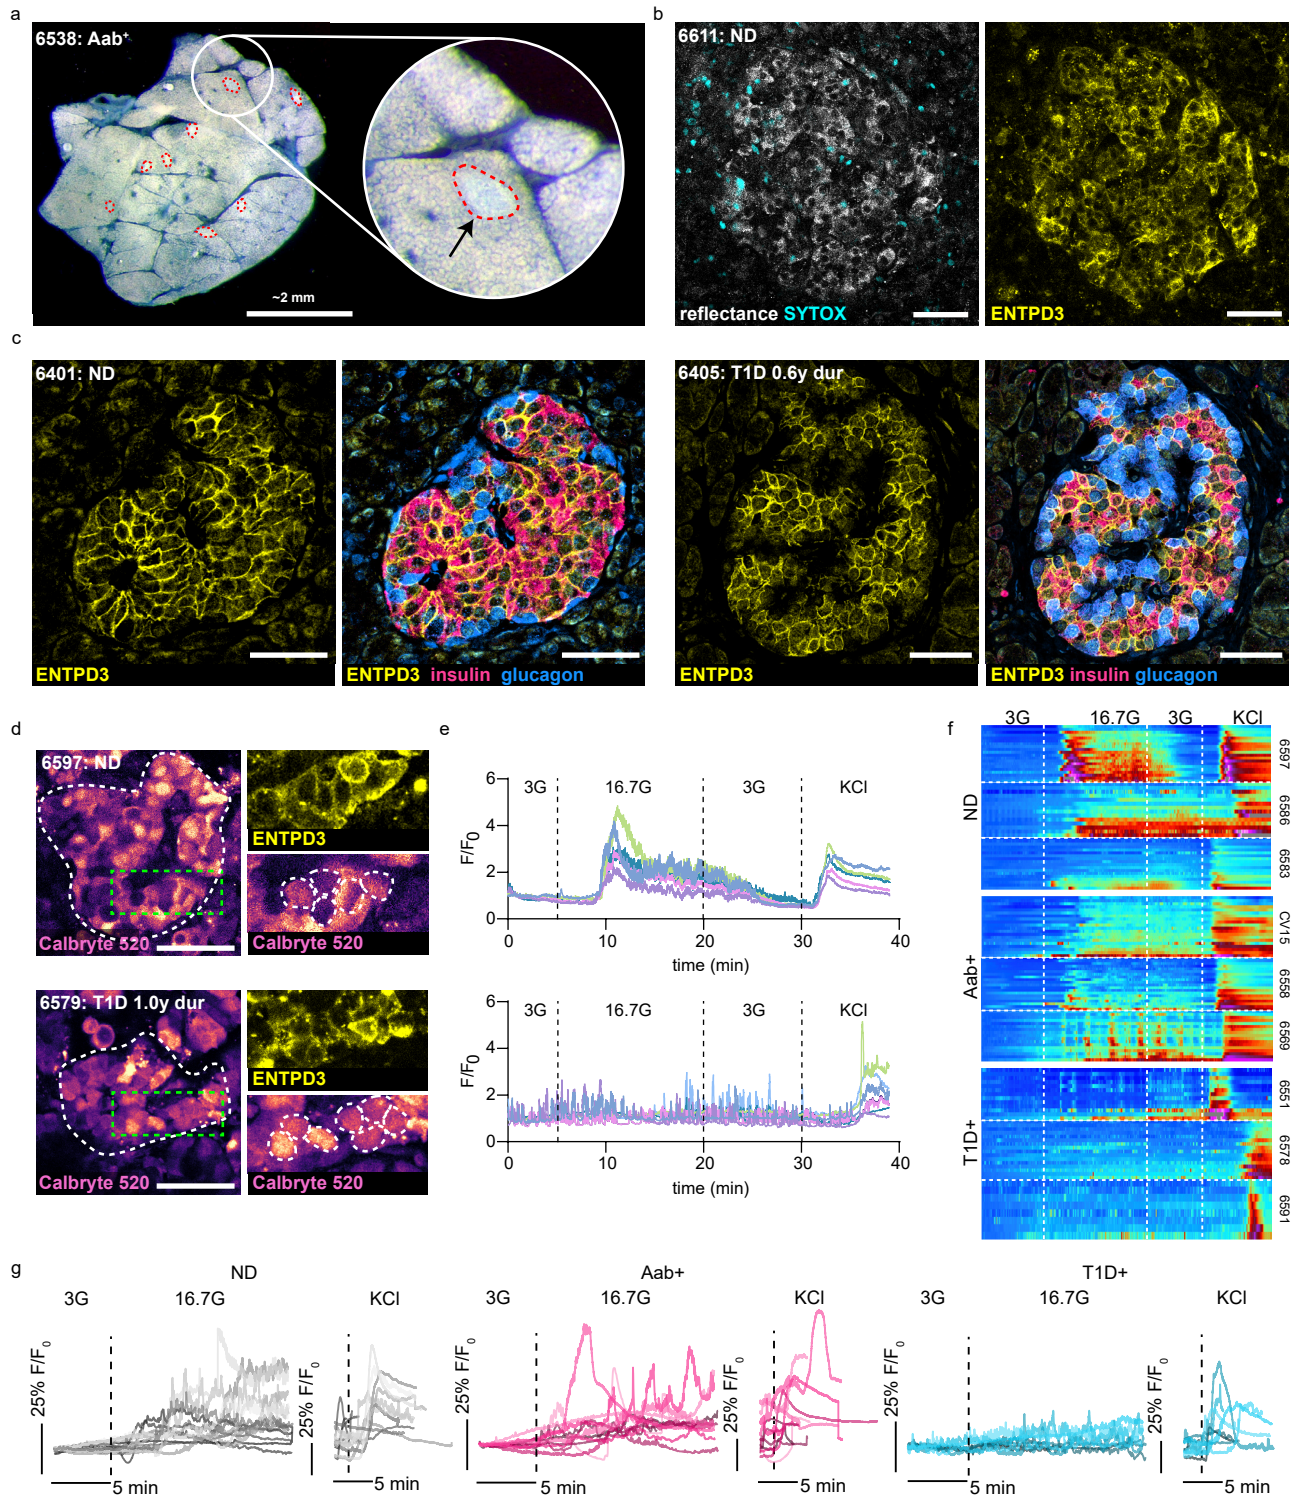 a
6538: Aab+
~2 mm
b
6611: ND
reflectance SYTOX
ENTPD3
c
6401: ND
ENTPD3
ENTPD3 insulin glucagon
6405: T1D 0.6y dur
ENTPD3
ENTPD3 insulin glucagon
d
6597: ND
Calbryte 520
ENTPD3
Calbryte 520
6579: T1D 1.0y dur
Calbryte 520
ENTPD3
Calbryte 520
e
3G 16.7G 3G KCl
F/F0
6
4
2
0
0 10 20 30 40
time (min)
3G 16.7G 3G KCl
F/F0
6
4
2
0
0 10 20 30 40
time (min)
f
3G 16.7G 3G KCl
ND
6597
6586
6583
Aab+
CV15
6558
6569
T1D+
6551
6578
6591
g
ND
3G 16.7G KCl
25% F/F0
5 min
25% F/F0
5 min
Aab+
3G 16.7G KCl
25% F/F0
5 min
25% F/F0
5 min
T1D+
3G 16.7G KCl
25% F/F0
5 min
25% F/F0
5 min